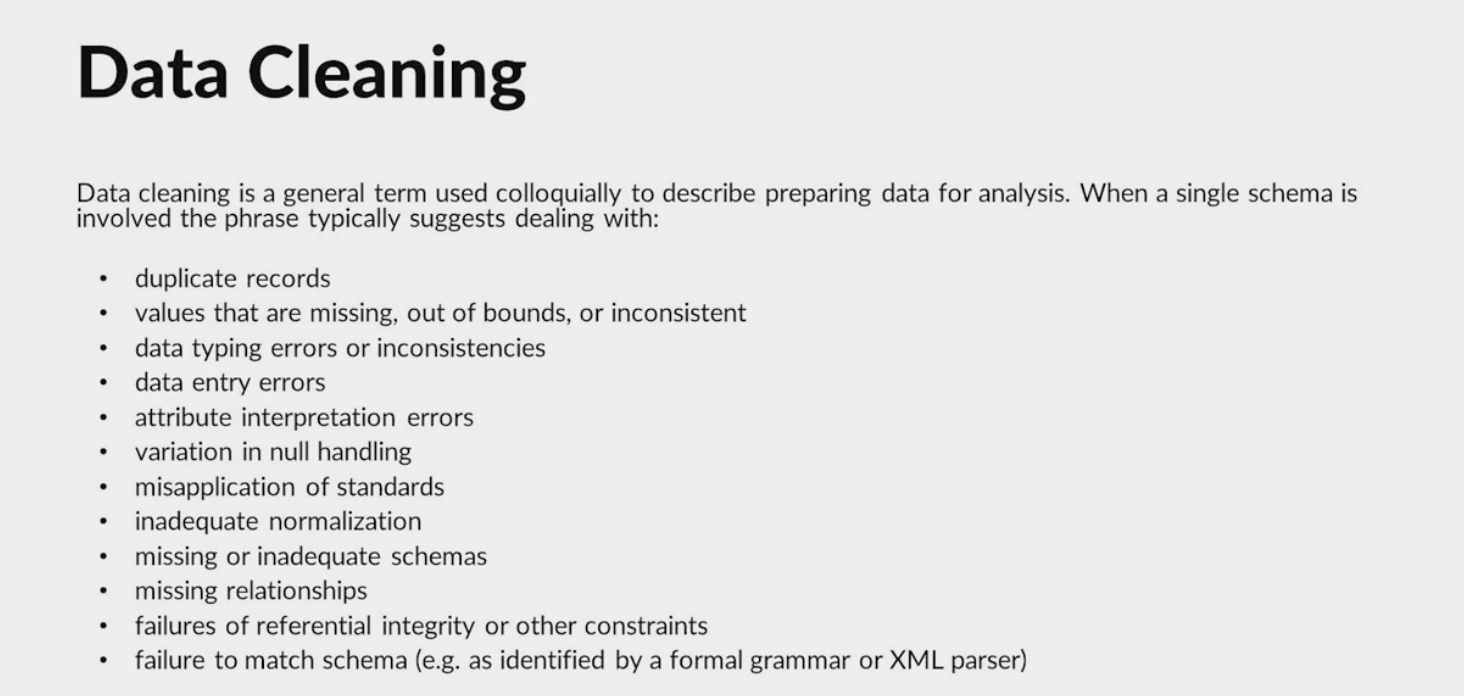 Data Cleaning
Data cleaning is a general term used colloquially to describe preparing data for analysis. When a single schema is
involved the phrase typically suggests dealing with:
• duplicate records
• values that are missing, out of bounds, or inconsistent
• data typing errors or inconsistencies
• data entry errors
• attribute interpretation errors
• variation in null handling
• misapplication of standards
• inadequate normalization
• missing or inadequate schemas
• missing relationships
• failures of referential integrity or other constraints
• failure to match schema (e.g. as identified by a formal grammar or XML parser)